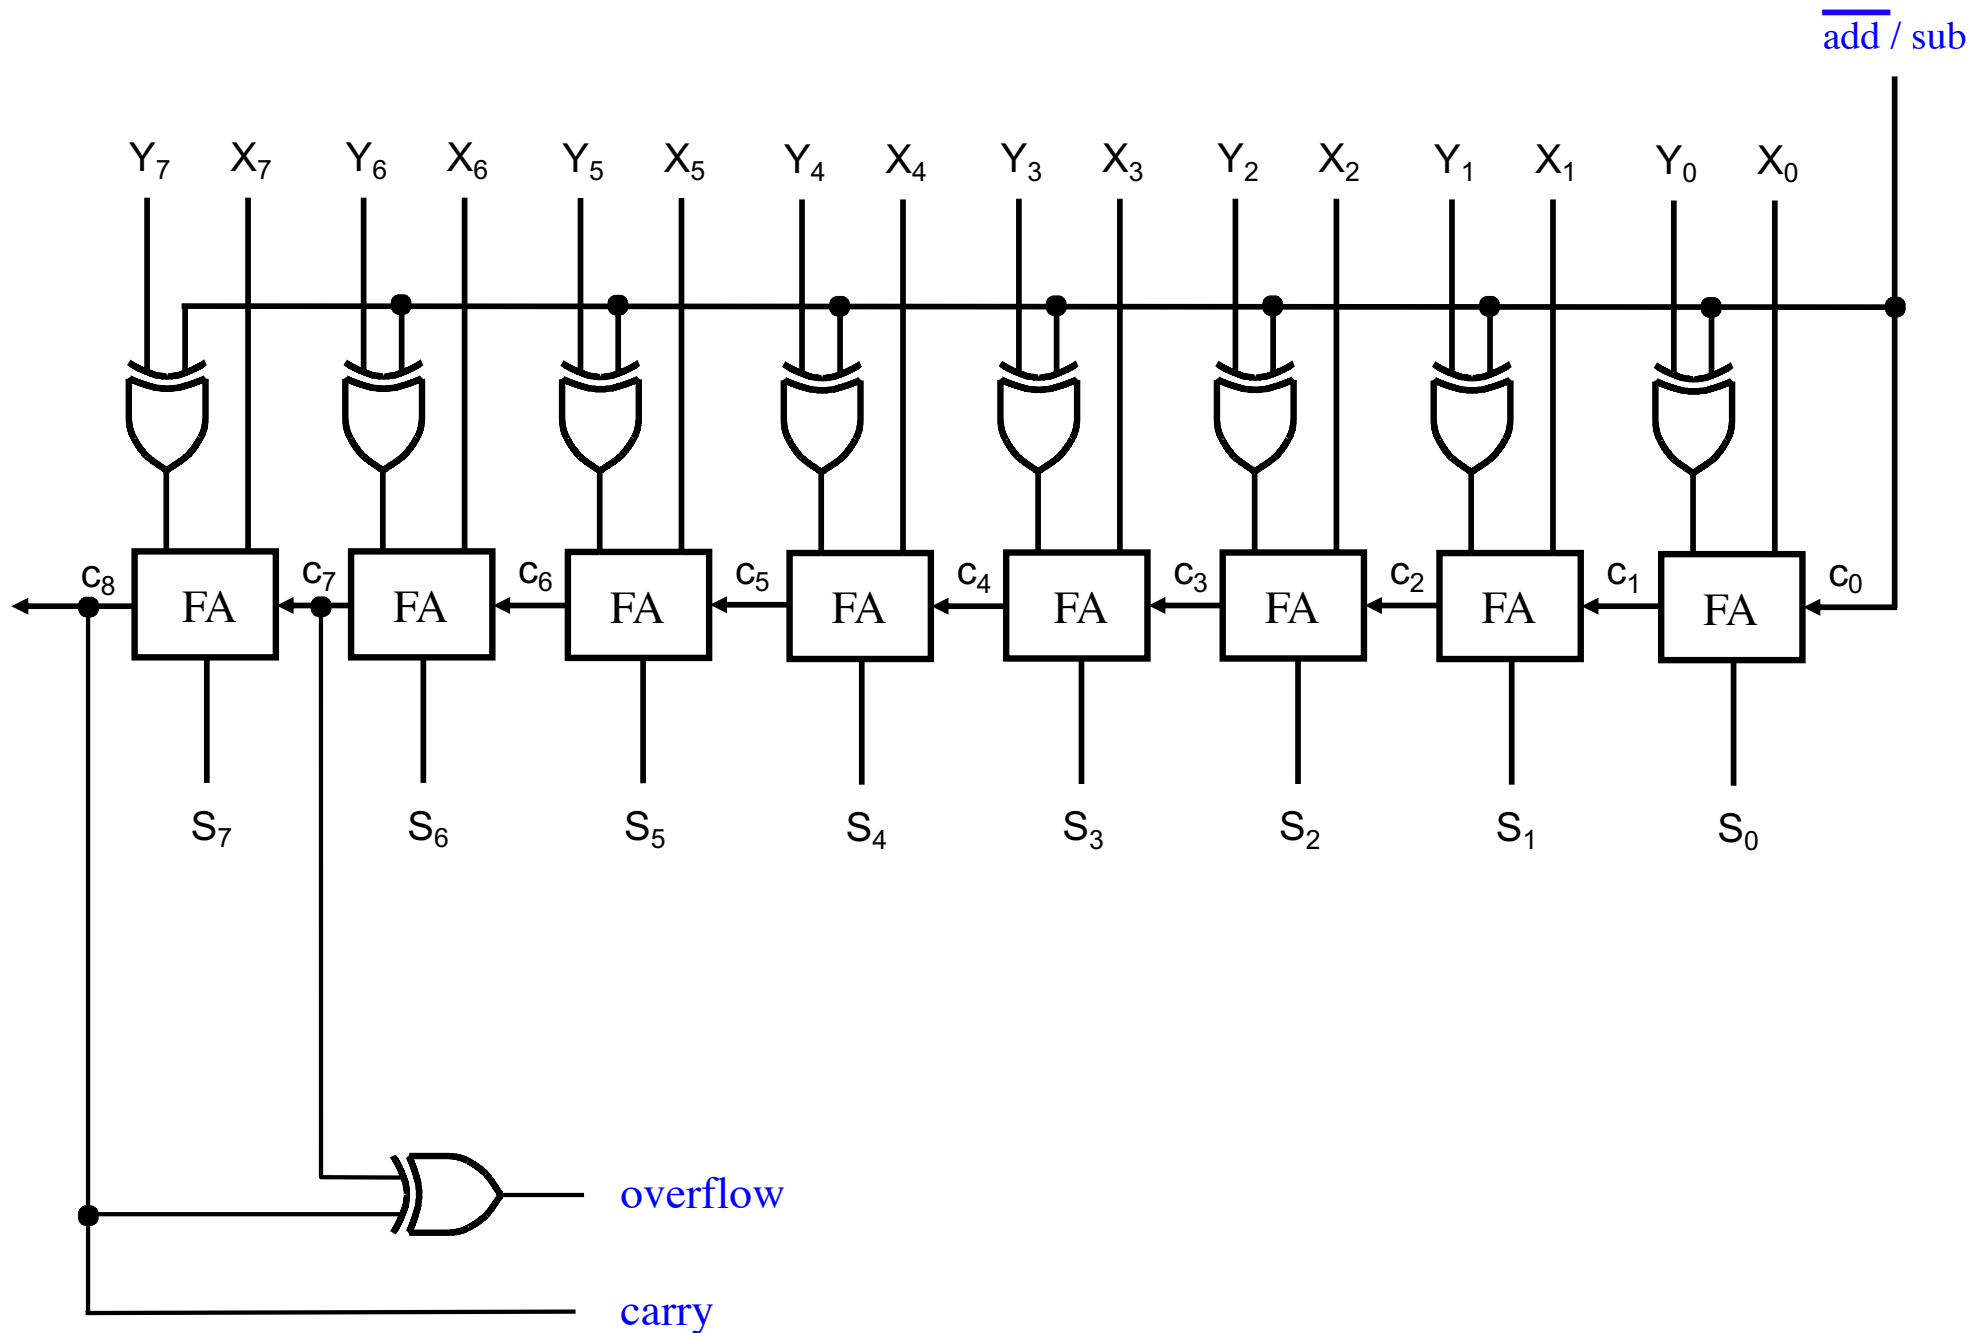 a̅d̅d̅ / sub
Y₇ X₇ Y₆ X₆ Y₅ X₅ Y₄ X₄ Y₃ X₃ Y₂ X₂ Y₁ X₁ Y₀ X₀
c₈ c₇ c₆ c₅ c₄ c₃ c₂ c₁ c₀
FA FA FA FA FA FA FA FA
S₇ S₆ S₅ S₄ S₃ S₂ S₁ S₀
overflow
carry